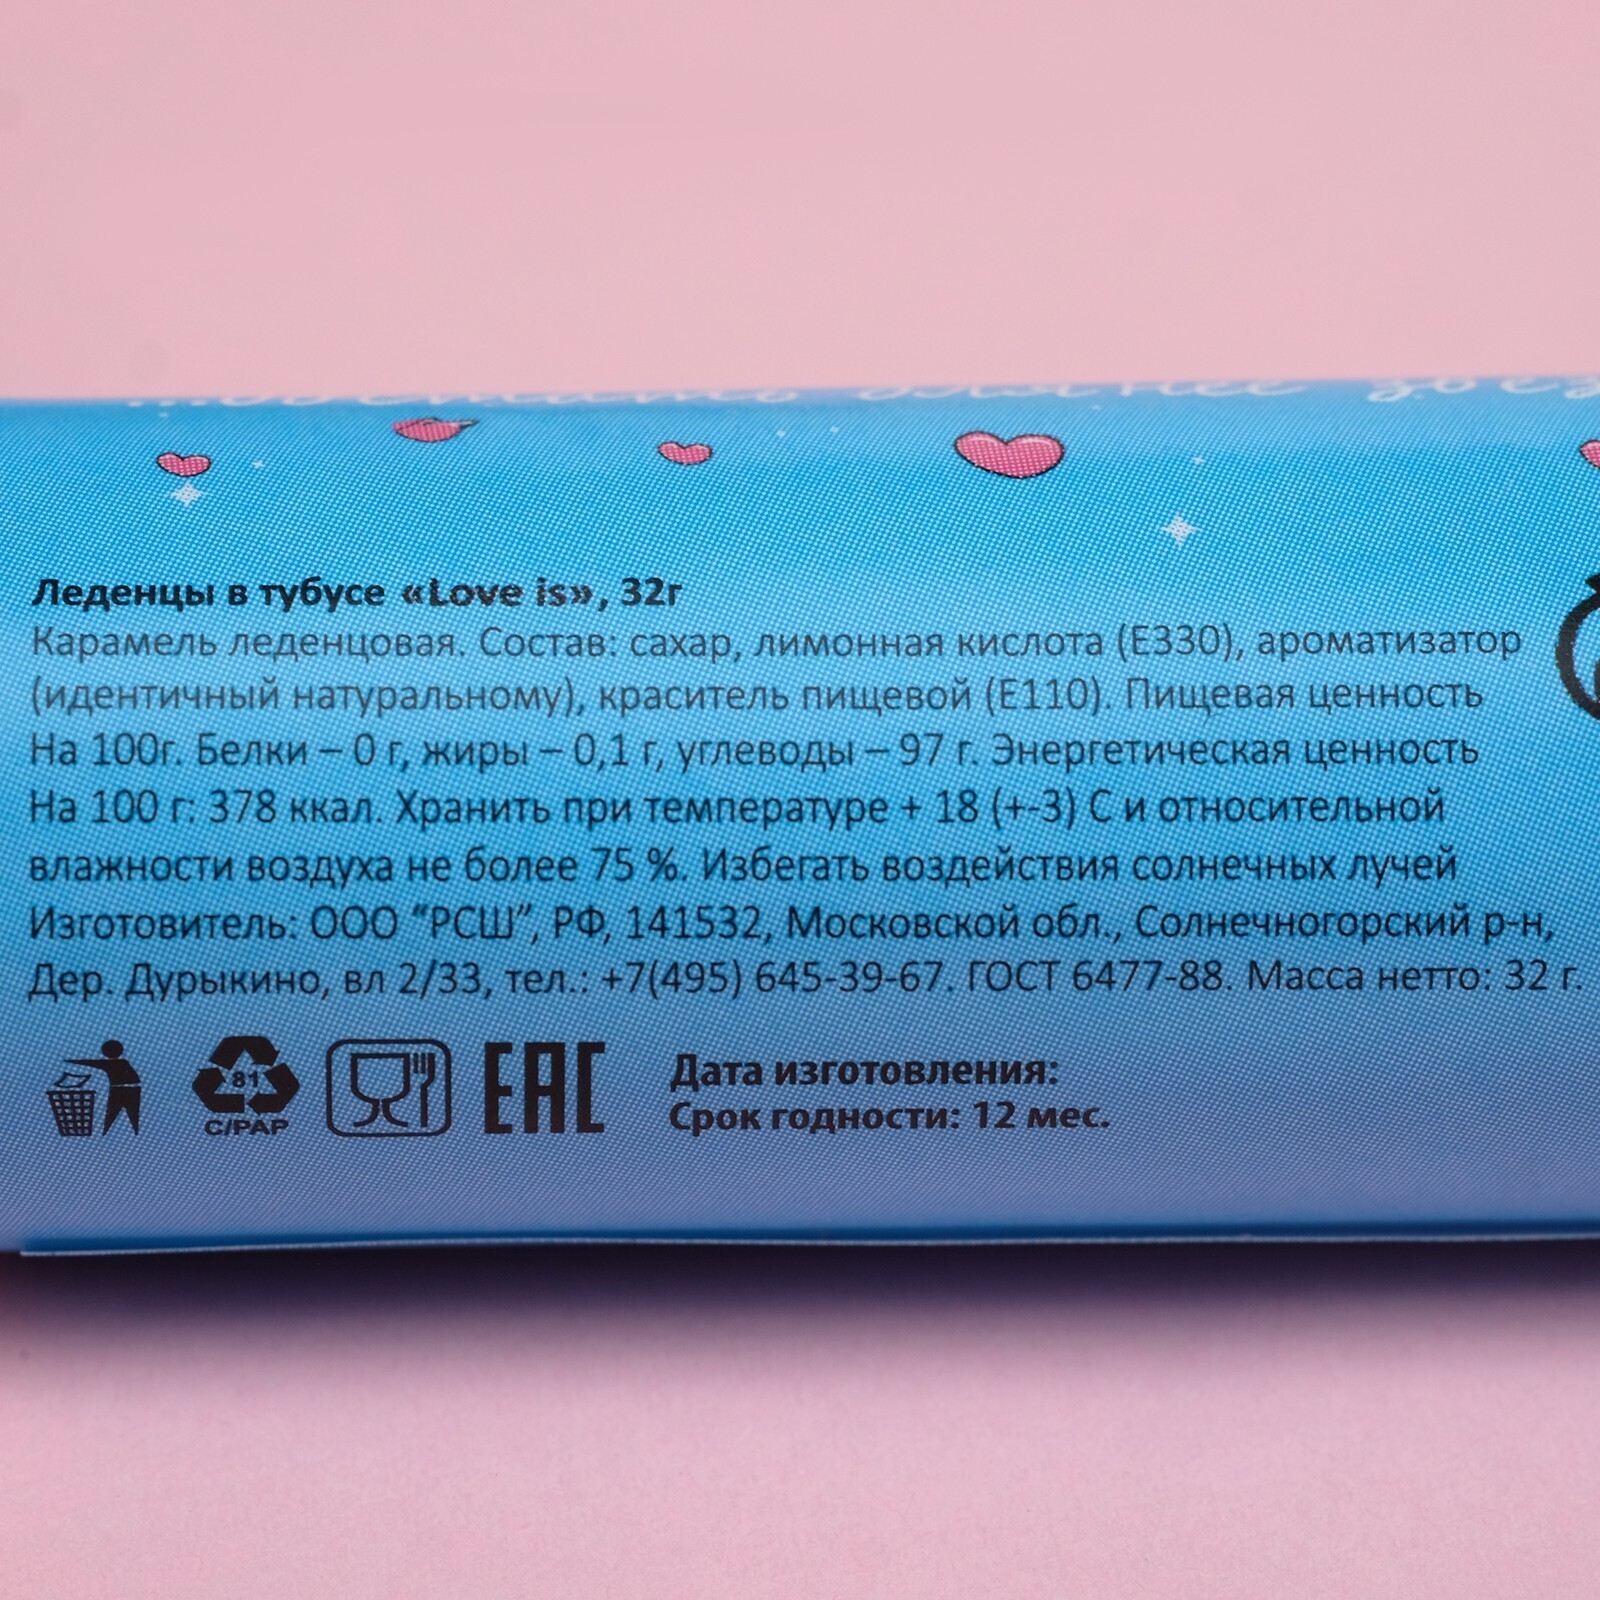 Леденцы в тубусе «Love is», 32г
Карамель леденцовая. Состав: сахар, лимонная кислота (Е330), ароматизатор
(идентичный натуральному), краситель пищевой (Е110). Пищевая ценность
На 100г. Белки – 0 г, жиры – 0,1 г, углеводы – 97 г. Энергетическая ценность
На 100 г: 378 ккал. Хранить при температуре + 18 (+-3) С и относительной
влажности воздуха не более 75 %. Избегать воздействия солнечных лучей
Изготовитель: ООО “РСШ”, РФ, 141532, Московской обл., Солнечногорский р-н,
Дер. Дурыкино, вл 2/33, тел.: +7(495) 645-39-67. ГОСТ 6477-88. Масса нетто: 32 г.
81
C/PAP
ЕАС
Дата изготовления:
Срок годности: 12 мес.